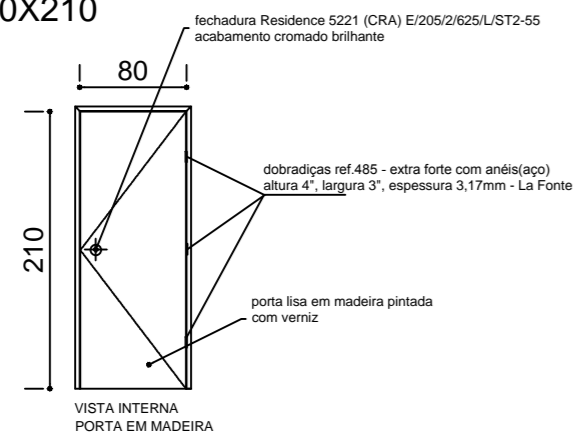 0X210
fechadura Residence 5221 (CRA) E/205/2/625/L/ST2-55
acabamento cromado brilhante
80
dobradiças ref.485 - extra forte com anéis(aço)
altura 4", largura 3", espessura 3,17mm - La Fonte
210
porta lisa em madeira pintada
com verniz
VISTA INTERNA
PORTA EM MADEIRA